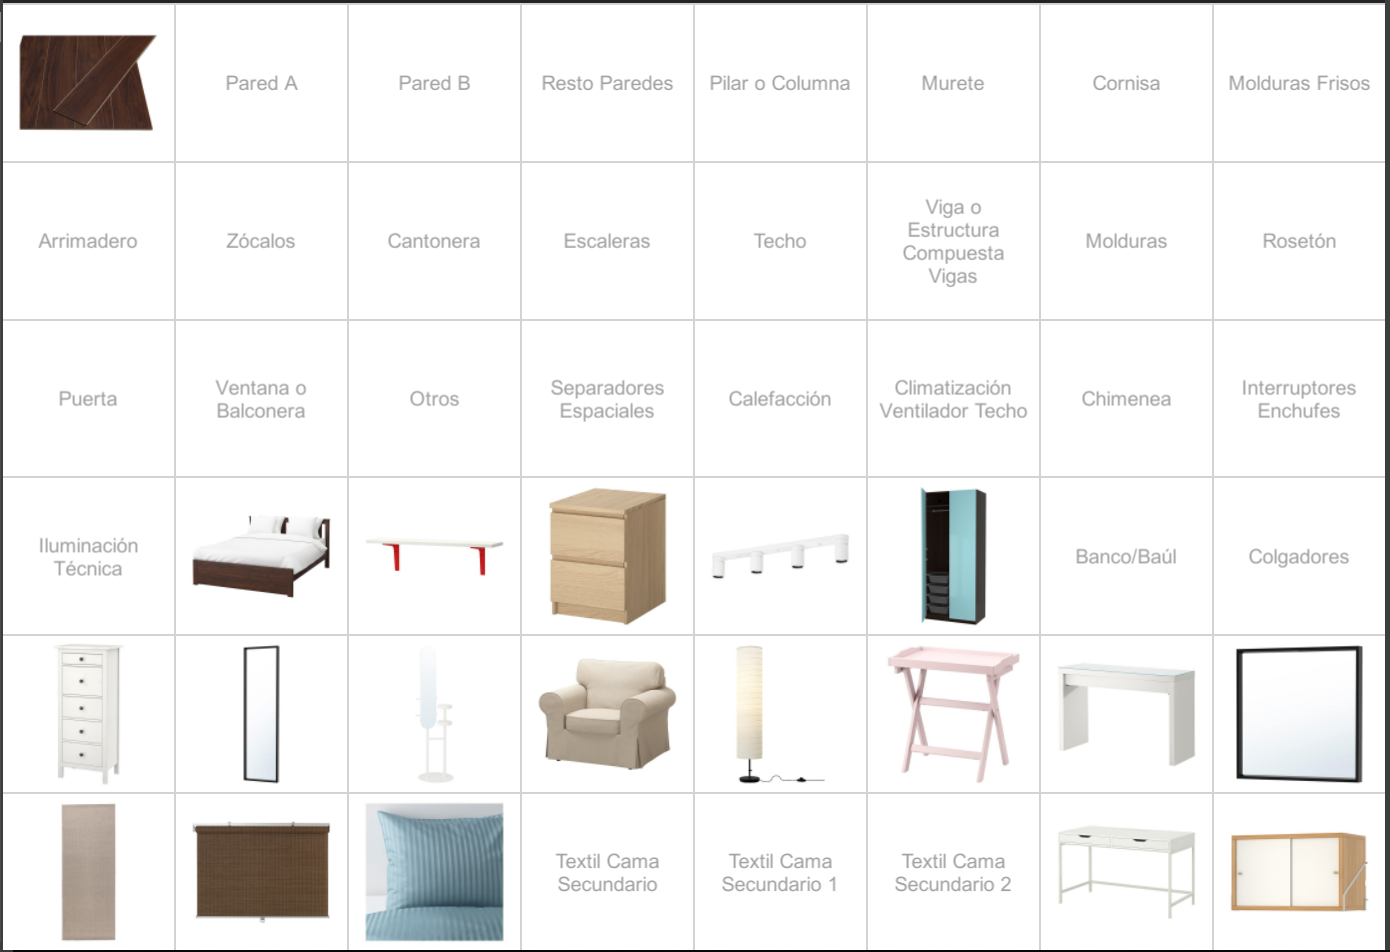 Pared A
Pared B
Resto Paredes
Pilar o Columna
Murete
Cornisa
Molduras Frisos
Arrimadero
Zócalos
Cantonera
Escaleras
Techo
Viga o
Estructura
Compuesta
Vigas
Molduras
Rosetón
Puerta
Ventana o
Balconera
Otros
Separadores
Espaciales
Calefacción
Climatización
Ventilador Techo
Chimenea
Interruptores
Enchufes
Iluminación
Técnica
Banco/Baúl
Colgadores
Textil Cama
Secundario
Textil Cama
Secundario 1
Textil Cama
Secundario 2